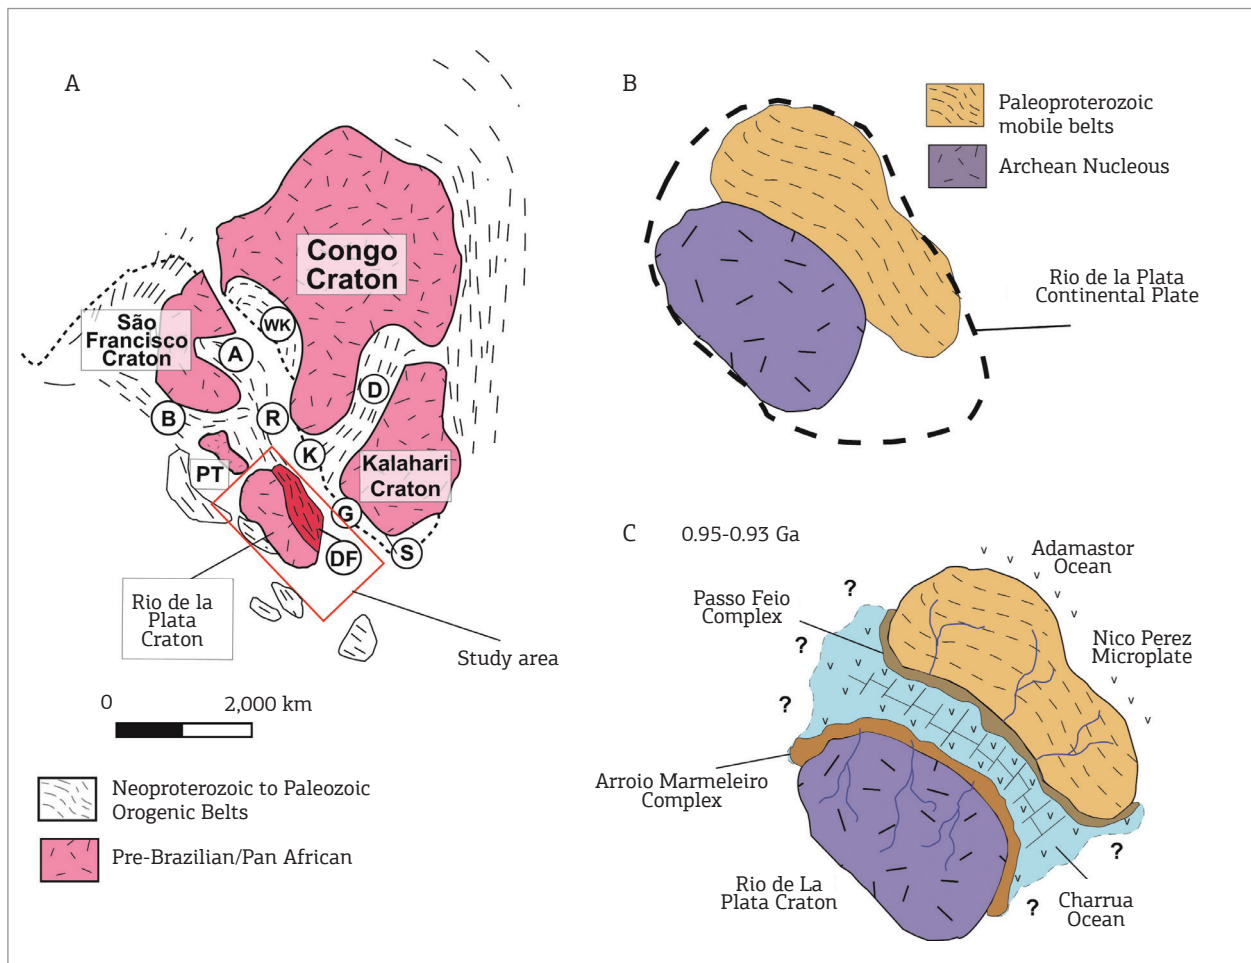 A
Congo
Craton
São
Francisco
Craton
WK
A
D
B
R
K
PT
Kalahari
Craton
G
S
DF
Rio de la
Plata
Craton
Study area
0
2,000 km
Neoproterozoic to Paleozoic
Orogenic Belts
Pre-Brazilian/Pan African
B
Paleoproterozoic
mobile belts
Archean Nucleous
Rio de la Plata
Continental Plate
C
0.95-0.93 Ga
Adamastor
Ocean
Passo Feio
Complex
?
?
?
Nico Perez
Microplate
Arroio Marmeleiro
Complex
Rio de La
Plata Craton
Charrua
Ocean
?
?